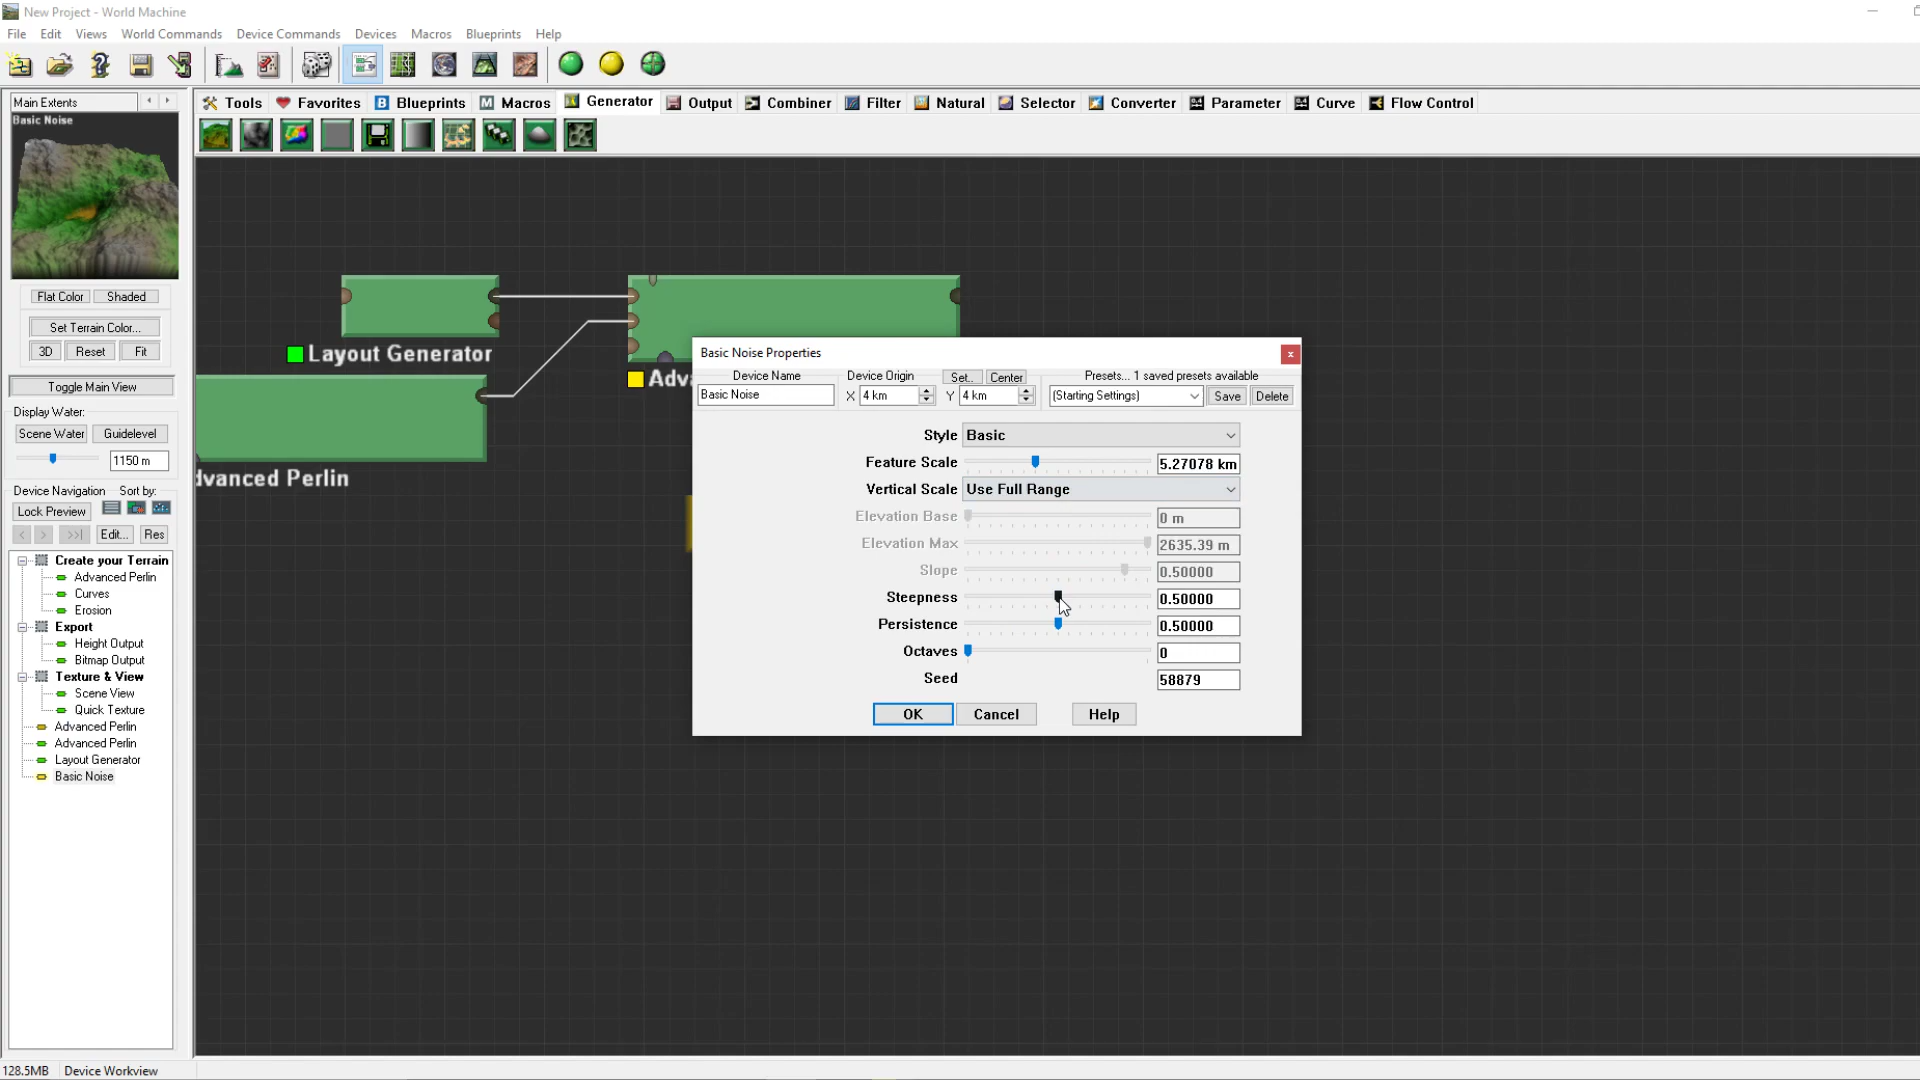 New Project - World Machine
File Edit Views World Commands Device Commands Devices Macros Blueprints Help
Main Extents
Tools Favorites B Blueprints M Macros Generator Output Combiner Filter Natural Selector Converter Parameter Curve Flow Control
Basic Noise
Flat Color Shaded
Set Terrain Color...
3D Reset Fit
Toggle Main View
Display Water:
Scene Water Guidelevel
1150 m
Device Navigation Sort by:
Lock Preview
< > >>| Edit... Res
Create your Terrain
Advanced Perlin
Curves
Erosion
Export
Height Output
Bitmap Output
Texture & View
Scene View
Quick Texture
Advanced Perlin
Advanced Perlin
Layout Generator
Basic Noise
Layout Generator
Adva
dvanced Perlin
Basic Noise Properties
x
Device Name Device Origin Set.. Center Presets... 1 saved presets available
Basic Noise X 4 km Y 4 km (Starting Settings) Save Delete
Style Basic
Feature Scale 5.27078 km
Vertical Scale Use Full Range
Elevation Base 0 m
Elevation Max 2635.39 m
Slope 0.50000
Steepness 0.50000
Persistence 0.50000
Octaves 0
Seed 58879
OK Cancel Help
128.5MB Device Workview